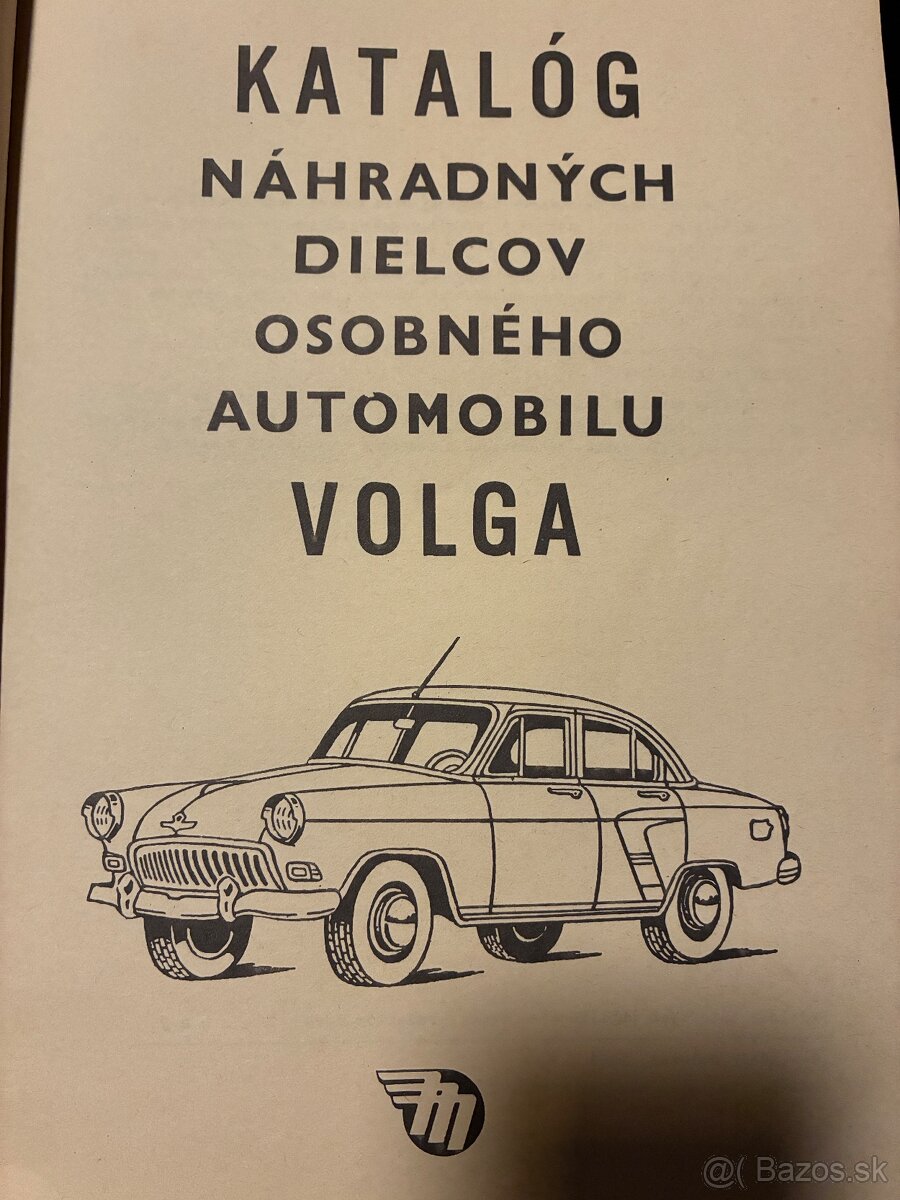 KATALÓG
NÁHRADNÝCH
DIELCOV
OSOBNÉHO
AUTOMOBILU
VOLGA
m
@( Bazos.sk